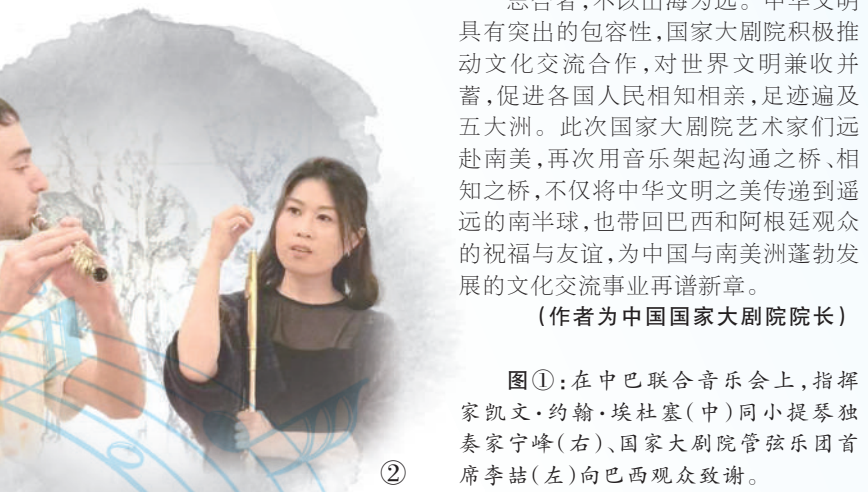 志合者,不以山海为远。中华文明
具有突出的包容性,国家大剧院积极推
动文化交流合作,对世界文明兼收并
蓄,促进各国人民相知相亲,足迹遍及
五大洲。此次国家大剧院艺术家们远
赴南美,再次用音乐架起沟通之桥、相
知之桥,不仅将中华文明之美传递到遥
远的南半球,也带回巴西和阿根廷观众
的祝福与友谊,为中国与南美洲蓬勃发
展的文化交流事业再谱新章。
(作者为中国国家大剧院院长)
图①:在中巴联合音乐会上,指挥
家凯文·约翰·埃杜塞(中)同小提琴独
奏家宁峰(右)、国家大剧院管弦乐团首
席李喆(左)向巴西观众致谢。
②